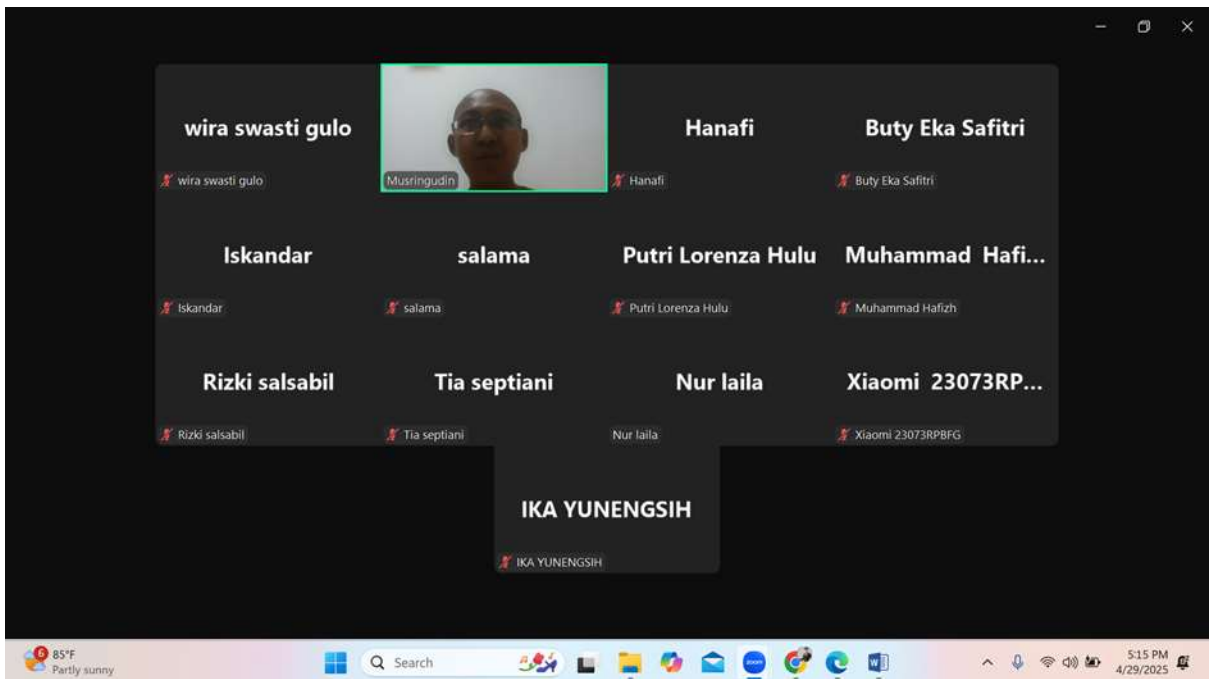 wira swasti gulo
Hanafi
Buty Eka Safitri
wira swasti gulo
Musringudin
Hanafi
Buty Eka Safitri
Iskandar
salama
Putri Lorenza Hulu
Muhammad Hafi...
Iskandar
salama
Putri Lorenza Hulu
Muhammad Hafizh
Rizki salsabil
Tia septiani
Nur laila
Xiaomi 23073RP...
Rizki salsabil
Tia septiani
Nur laila
Xiaomi 23073RPBFG
IKA YUNENGSIH
IKA YUNENGSIH
6
85°F
Partly sunny
Search
zoom
5:15 PM
4/29/2025